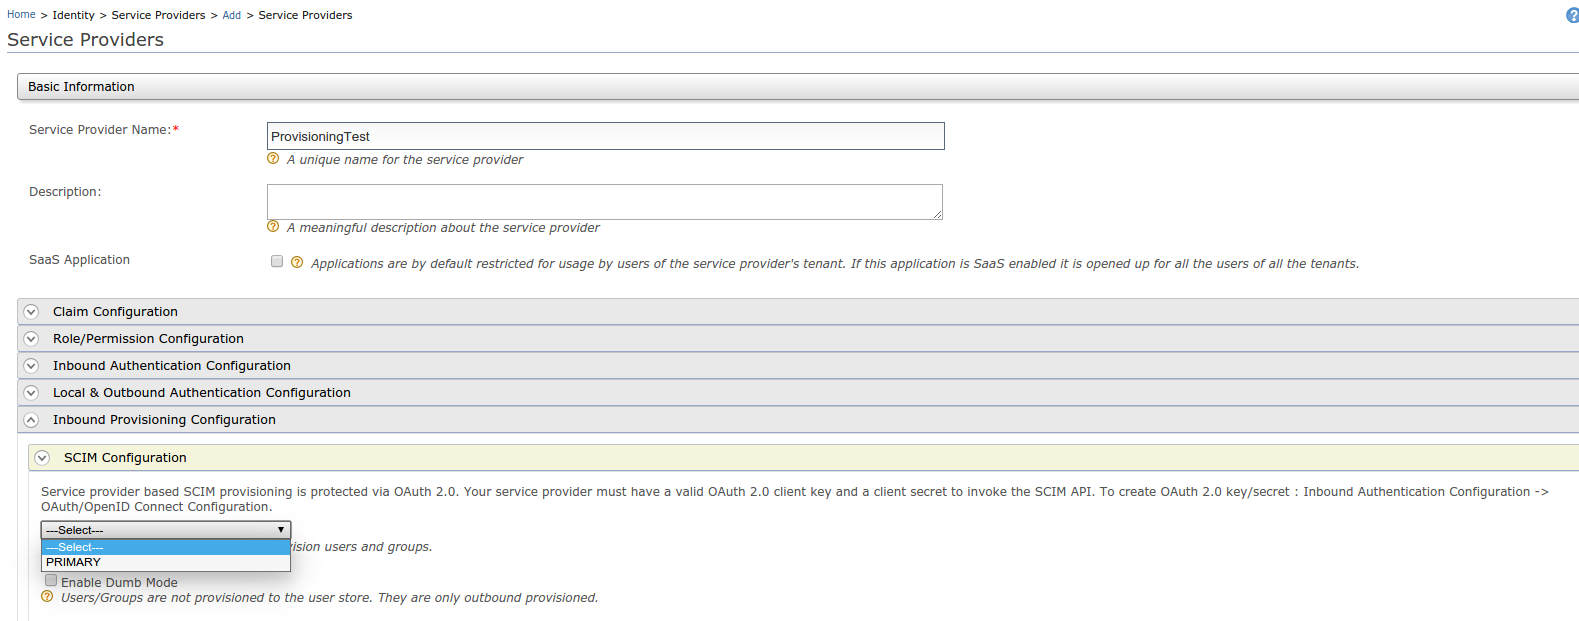 Home > Identity > Service Providers > Add > Service Providers
?
Service Providers
Basic Information
Service Provider Name:*
ProvisioningTest
? A unique name for the service provider
Description:
? A meaningful description about the service provider
SaaS Application
? Applications are by default restricted for usage by users of the service provider's tenant. If this application is SaaS enabled it is opened up for all the users of all the tenants.
Claim Configuration
Role/Permission Configuration
Inbound Authentication Configuration
Local & Outbound Authentication Configuration
Inbound Provisioning Configuration
SCIM Configuration
Service provider based SCIM provisioning is protected via OAuth 2.0. Your service provider must have a valid OAuth 2.0 client key and a client secret to invoke the SCIM API. To create OAuth 2.0 key/secret : Inbound Authentication Configuration ->
OAuth/OpenID Connect Configuration.
---Select---
---Select---
users and groups.
PRIMARY
Enable Dumb Mode
? Users/Groups are not provisioned to the user store. They are only outbound provisioned.